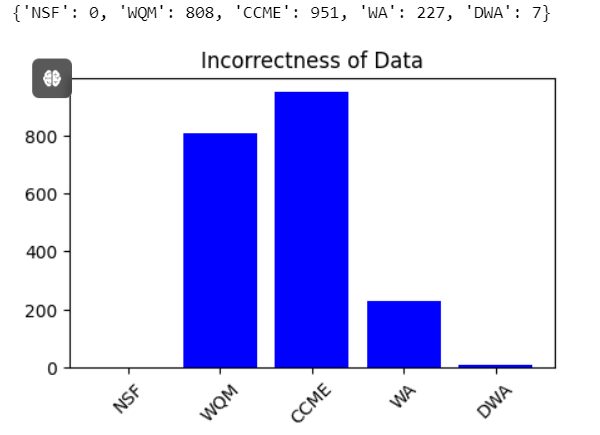 {'NSF': 0, 'WQM': 808, 'CCME': 951, 'WA': 227, 'DWA': 7}
Incorrectness of Data
800
600
400
200
0
NSF
WQM
CCME
WA
DWA